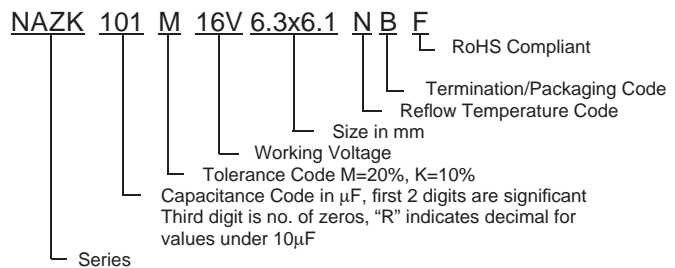 NAZK 101 M 16V 6.3x6.1 N B F
RoHS Compliant
Termination/Packaging Code
Reflow Temperature Code
Size in mm
Working Voltage
Tolerance Code M=20%, K=10%
Capacitance Code in μF, first 2 digits are significant
Third digit is no. of zeros, “R” indicates decimal for
values under 10μF
Series